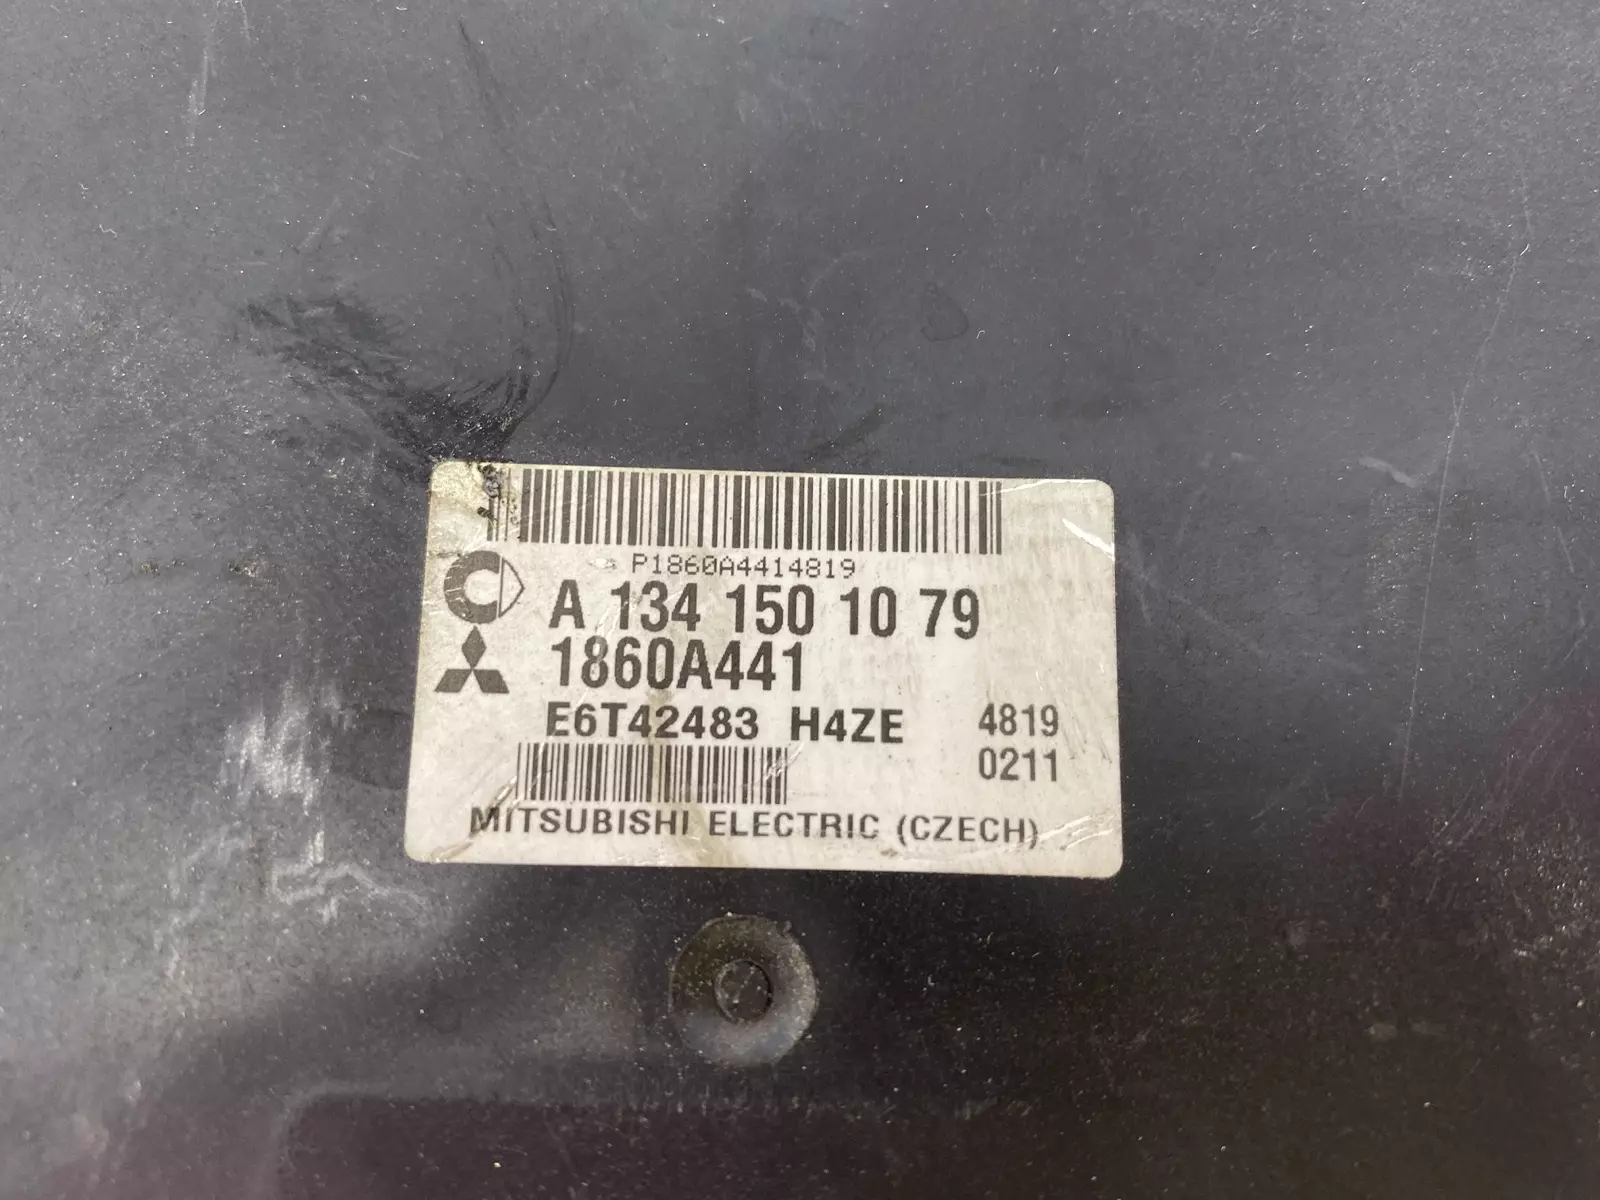 P1860A4414819
A 134 150 10 79
1860A441
E6T42483 H4ZE 4819
0211
MITSUBISHI ELECTRIC (CZECH)